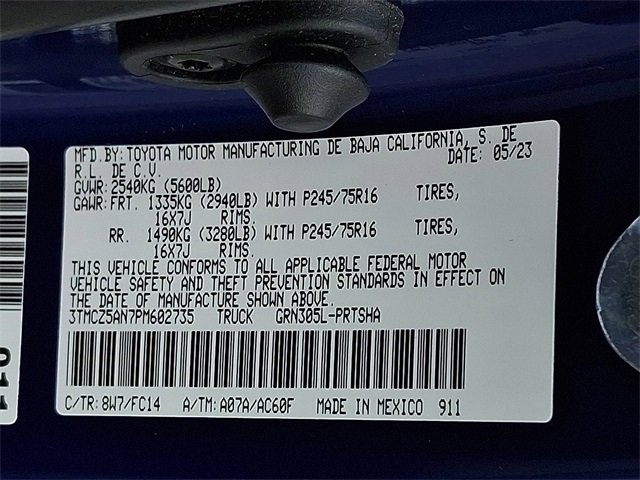 MFD.BY:TOYOTA MOTOR MANUFACTURING DE BAJA CALIFORNIA, S. DE
R.L. DE C.V. DATE: 05/23
GVWR:2540KG (5600LB)
GAWR:FRT. 1335KG (2940LB) WITH P245/75R16 TIRES,
16X7J RIMS.
RR. 1490KG (3280LB) WITH P245/75R16 TIRES,
16X7J RIMS.
THIS VEHICLE CONFORMS TO ALL APPLICABLE FEDERAL MOTOR
VEHICLE SAFETY AND THEFT PREVENTION STANDARDS IN EFFECT ON
THE DATE OF MANUFACTURE SHOWN ABOVE.
3TMCZ5AN7PM602735 TRUCK GRN305L-PRTSHA
C/TR:8W7/FC14 A/TM:A07A/AC60F MADE IN MEXICO 911